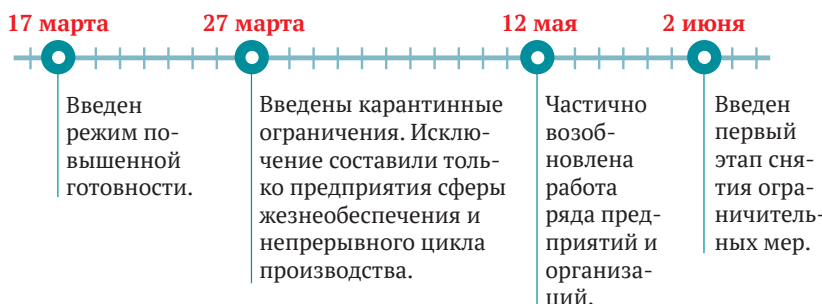 17 марта
Введен
режим по-
вышенной
готовности.
27 марта
Введены карантинные
ограничения. Исклю-
чение составили толь-
ко предприятия сферы
жезнеобеспечения и
непрерывного цикла
производства.
12 мая
Частично
возоб-
новлена
работа
ряда пред-
приятий и
организа-
ций.
2 июня
Введен
первый
этап сня-
тия огра-
ничитель-
ных мер.